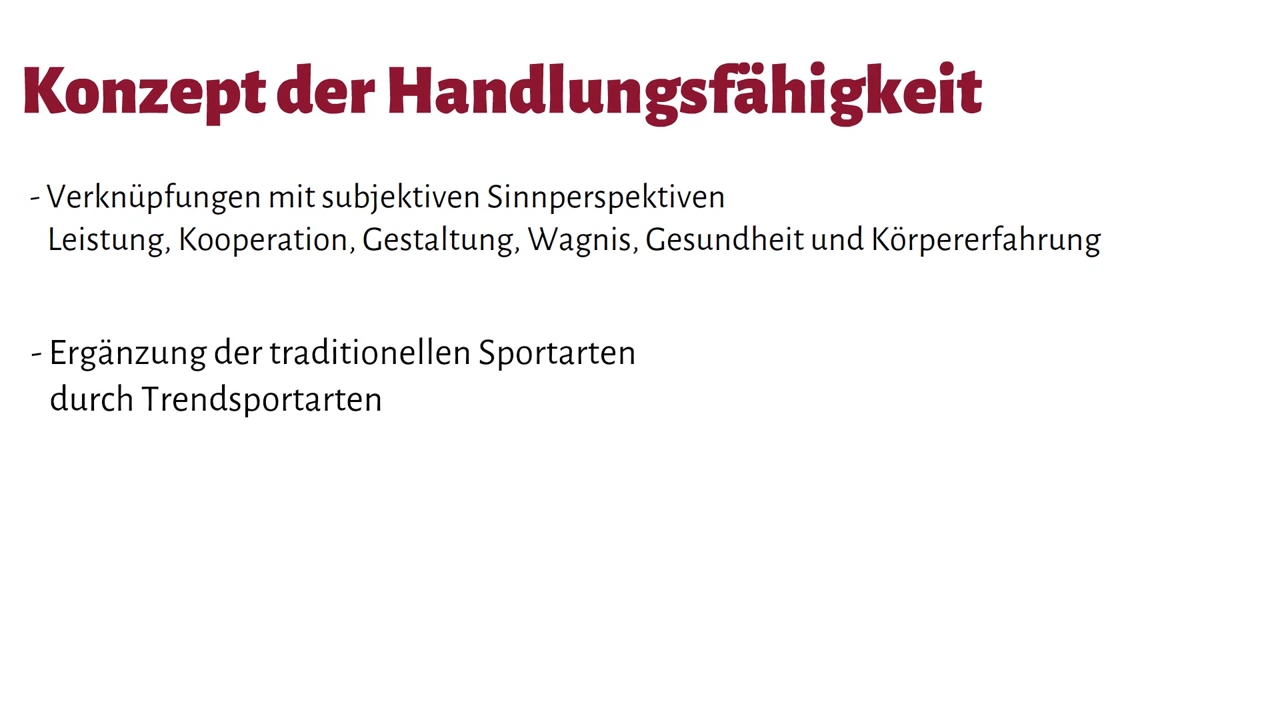 Konzept der Handlungsfähigkeit
- Verknüpfungen mit subjektiven Sinnperspektiven
Leistung, Kooperation, Gestaltung, Wagnis, Gesundheit und Körpererfahrung
- Ergänzung der traditionellen Sportarten
durch Trendsportarten